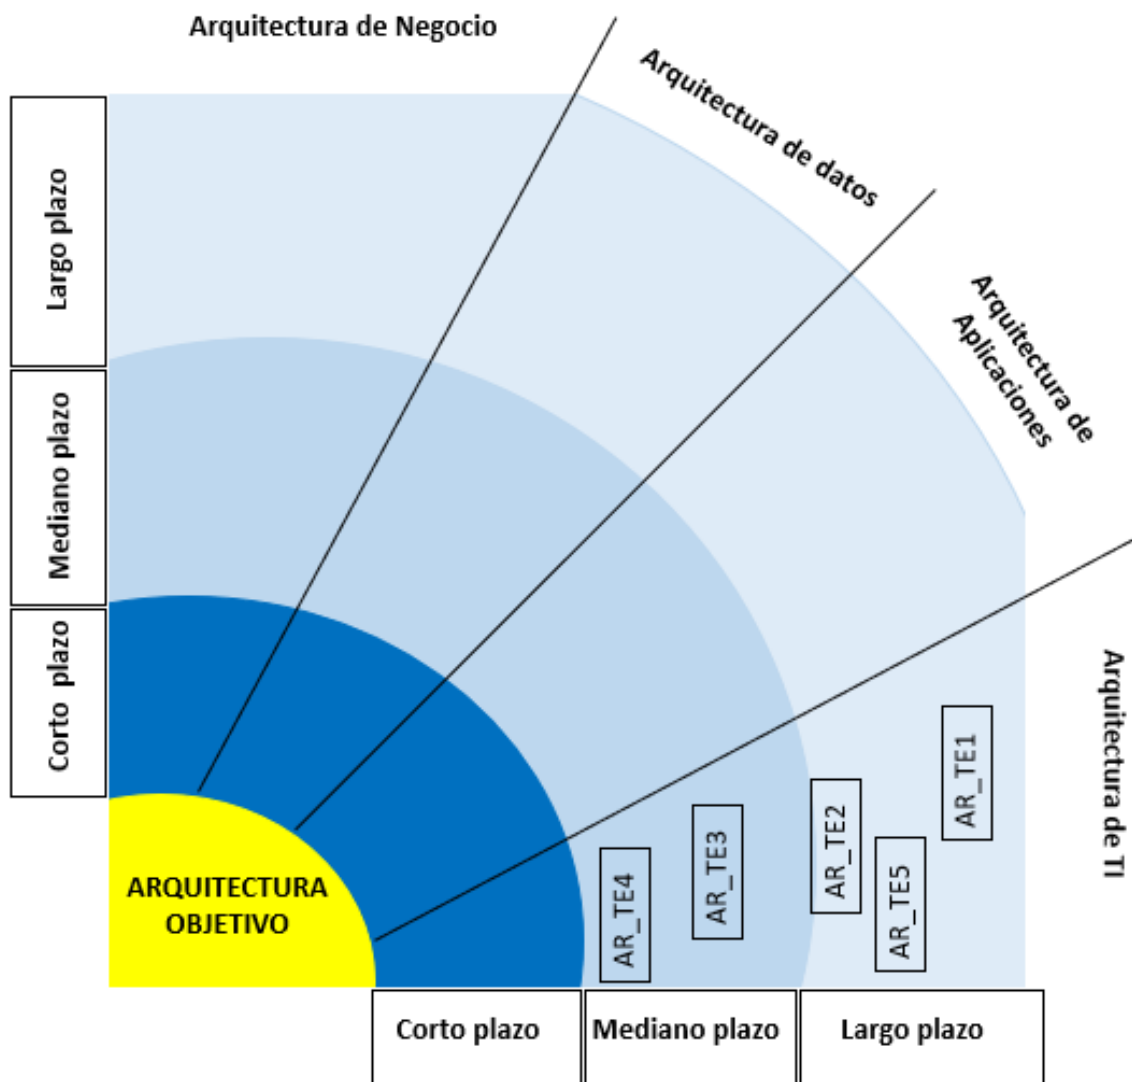 Arquitectura de Negocio
Arquitectura de datos
Arquitectura de
Aplicaciones
Arquitectura de TI
Largo plazo
Mediano plazo
Corto plazo
ARQUITECTURA
OBJETIVO
AR_TE4
AR_TE3
AR_TE2
AR_TE5
AR_TE1
Corto plazo
Mediano plazo
Largo plazo